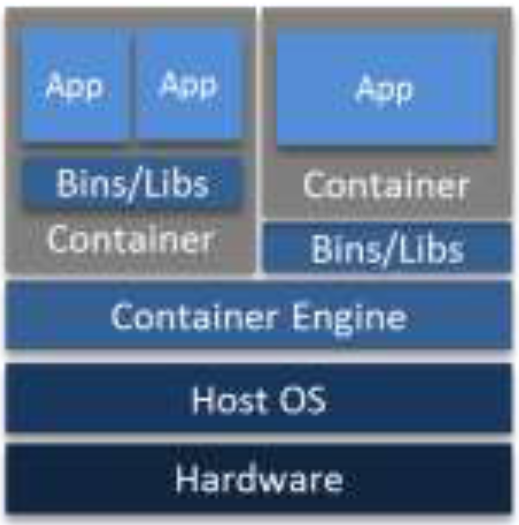 App App
Bins/Libs
Container
App
Container
Bins/Libs
Container Engine
Host OS
Hardware